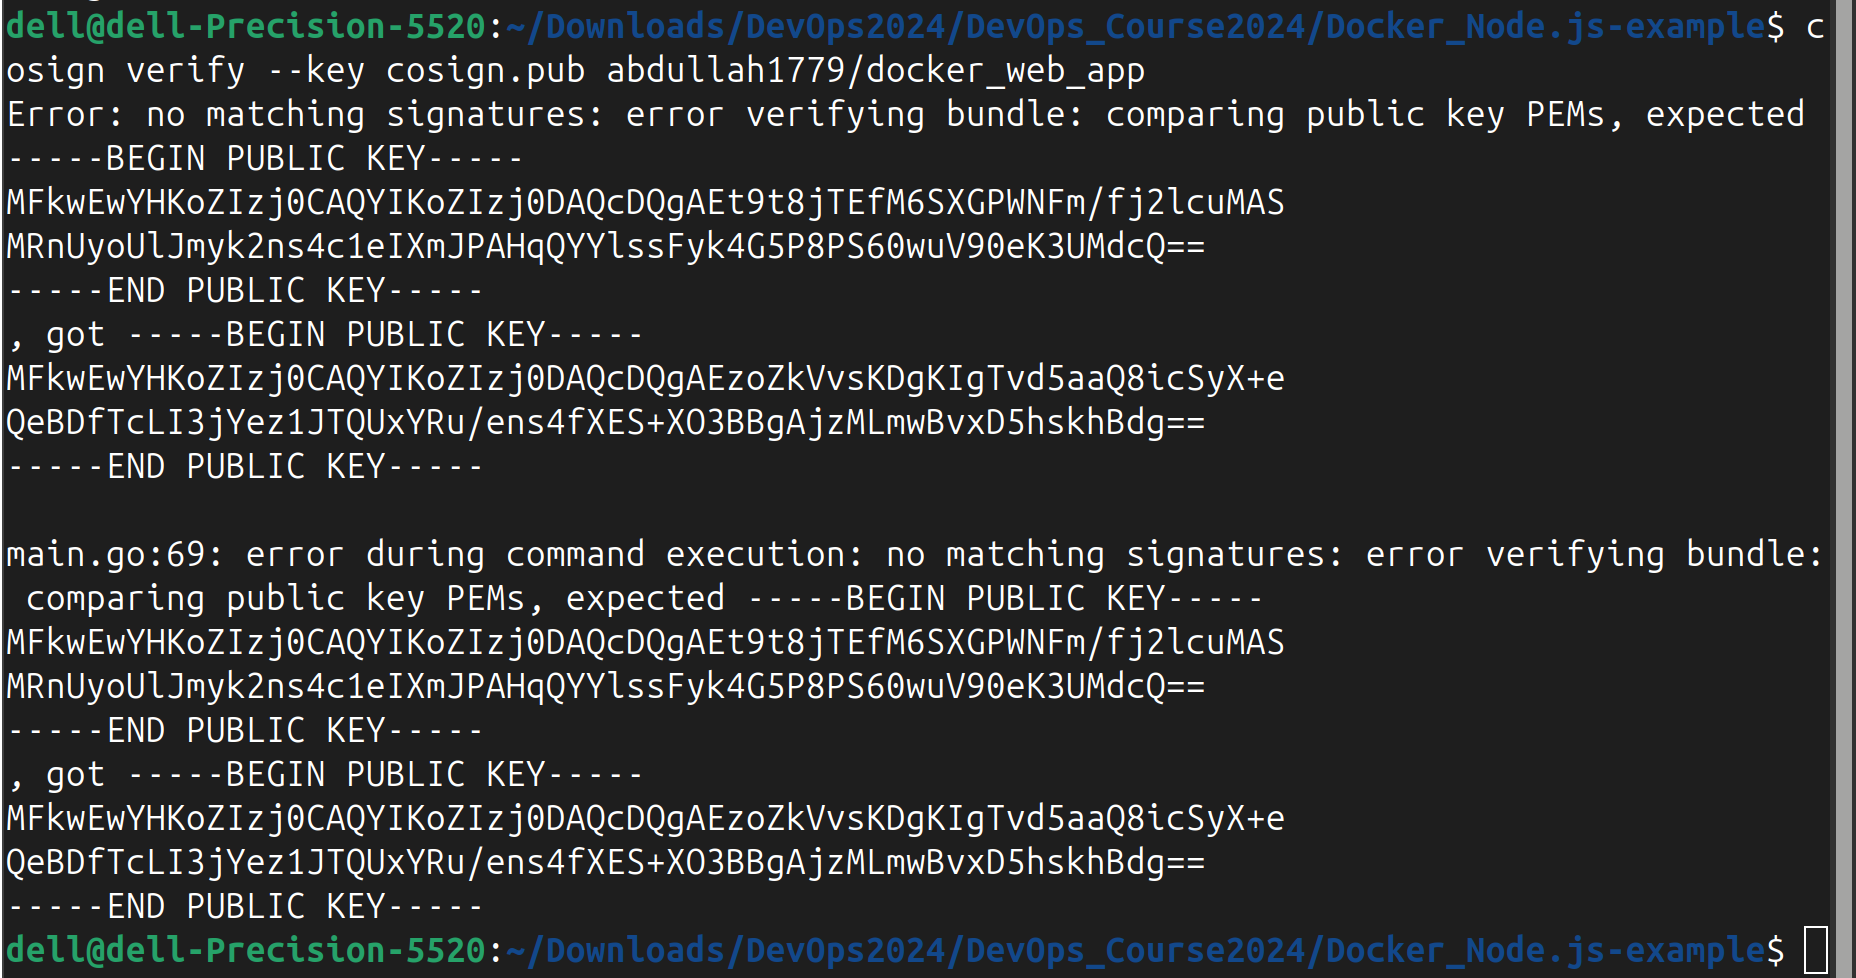 dell@dell-Precision-5520:~/Downloads/DevOps2024/DevOps_Course2024/Docker_Node.js-example$ c
osign verify --key cosign.pub abdullah1779/docker_web_app
Error: no matching signatures: error verifying bundle: comparing public key PEMs, expected
-----BEGIN PUBLIC KEY-----
MFkwEwYHKoZIzj0CAQYIKoZIzj0DAQcDQgAEt9t8jTEfM6SXGPWNFm/fj2lcuMAS
MRnUyoUlJmyk2ns4c1eIXmJPAHqQYYlssFyk4G5P8PS60wuV90eK3UMdcQ==
-----END PUBLIC KEY-----
, got -----BEGIN PUBLIC KEY-----
MFkwEwYHKoZIzj0CAQYIKoZIzj0DAQcDQgAEzoZkVvsKDgKIgTvd5aaQ8icSyX+e
QeBDfTcLI3jYez1JTQUxYRu/ens4fXES+XO3BBgAjzMLmwBvxD5hskhBdg==
-----END PUBLIC KEY-----
main.go:69: error during command execution: no matching signatures: error verifying bundle:
 comparing public key PEMs, expected -----BEGIN PUBLIC KEY-----
MFkwEwYHKoZIzj0CAQYIKoZIzj0DAQcDQgAEt9t8jTEfM6SXGPWNFm/fj2lcuMAS
MRnUyoUlJmyk2ns4c1eIXmJPAHqQYYlssFyk4G5P8PS60wuV90eK3UMdcQ==
-----END PUBLIC KEY-----
, got -----BEGIN PUBLIC KEY-----
MFkwEwYHKoZIzj0CAQYIKoZIzj0DAQcDQgAEzoZkVvsKDgKIgTvd5aaQ8icSyX+e
QeBDfTcLI3jYez1JTQUxYRu/ens4fXES+XO3BBgAjzMLmwBvxD5hskhBdg==
-----END PUBLIC KEY-----
dell@dell-Precision-5520:~/Downloads/DevOps2024/DevOps_Course2024/Docker_Node.js-example$